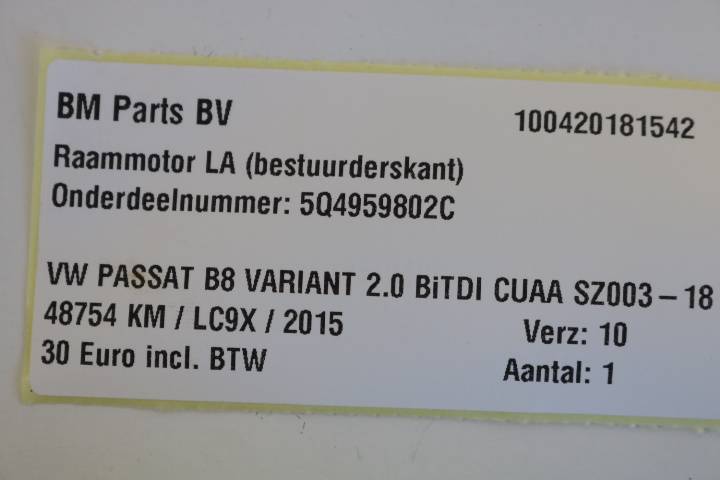 BM Parts BV 100420181542
Raammotor LA (bestuurderskant)
Onderdeelnummer: 5Q4959802C
VW PASSAT B8 VARIANT 2.0 BiTDI CUAA SZ003-18
48754 KM / LC9X / 2015 Verz: 10
30 Euro incl. BTW Aantal: 1